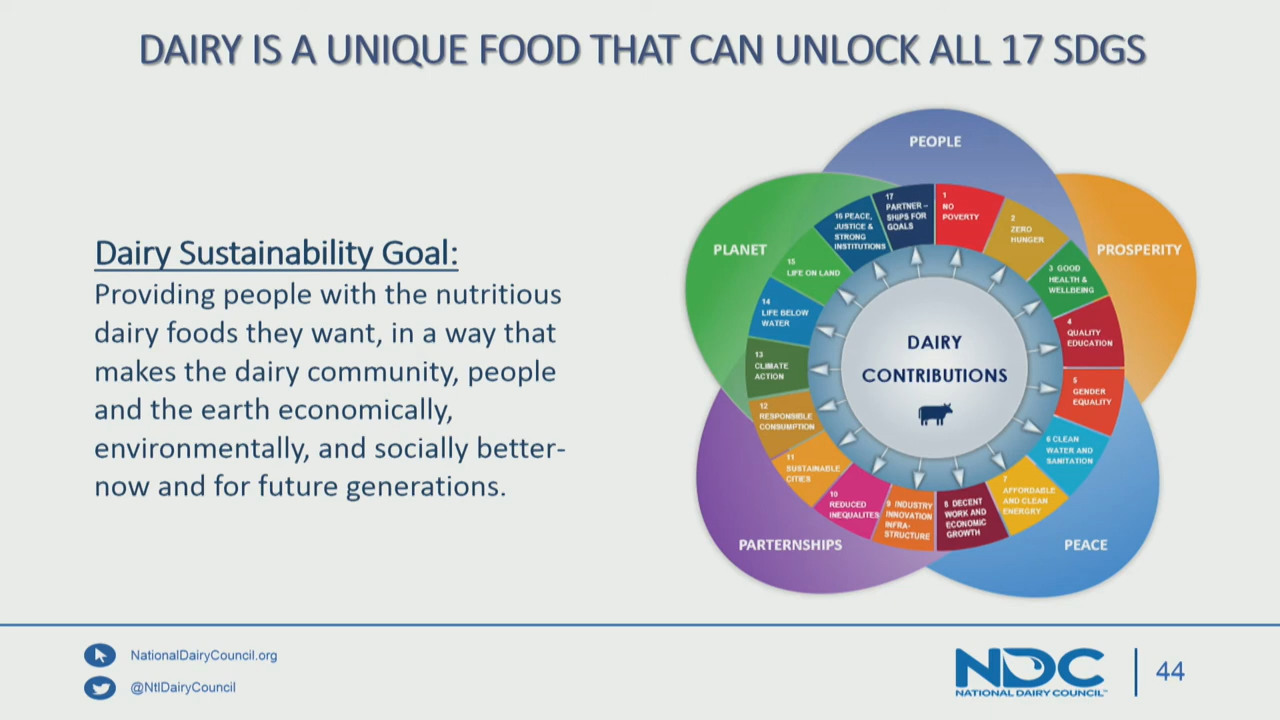 DAIRY IS A UNIQUE FOOD THAT CAN UNLOCK ALL 17 SDGS
Dairy Sustainability Goal:
Providing people with the nutritious
dairy foods they want, in a way that
makes the dairy community, people
and the earth economically,
environmentally, and socially better-
now and for future generations.
PEOPLE
PROSPERITY
PEACE
PARTERNSHIPS
PLANET
1
NO
POVERTY
2
ZERO
HUNGER
3 GOOD
HEALTH &
WELLBEING
4
QUALITY
EDUCATION
5
GENDER
EQUALITY
6 CLEAN
WATER AND
SANITATION
7
AFFORDABLE
AND CLEAN
ENERGRY
8 DECENT
WORK AND
ECONOMIC
GROWTH
9 INDUSTRY
INNOVATION
INFRA-
STRUCTURE
10
REDUCED
INEQUALITES
11
SUSTAINABLE
CITIES
12
RESPONSIBLE
CONSUMPTION
13
CLIMATE
ACTION
14
LIFE BELOW
WATER
15
LIFE ON LAND
16 PEACE,
JUSTICE &
STRONG
INSTITUTIONS
17
PARTNER –
SHIPS FOR
GOALS
DAIRY
CONTRIBUTIONS
NationalDairyCouncil.org
@NtlDairyCouncil
NDC
NATIONAL DAIRY COUNCIL™
44